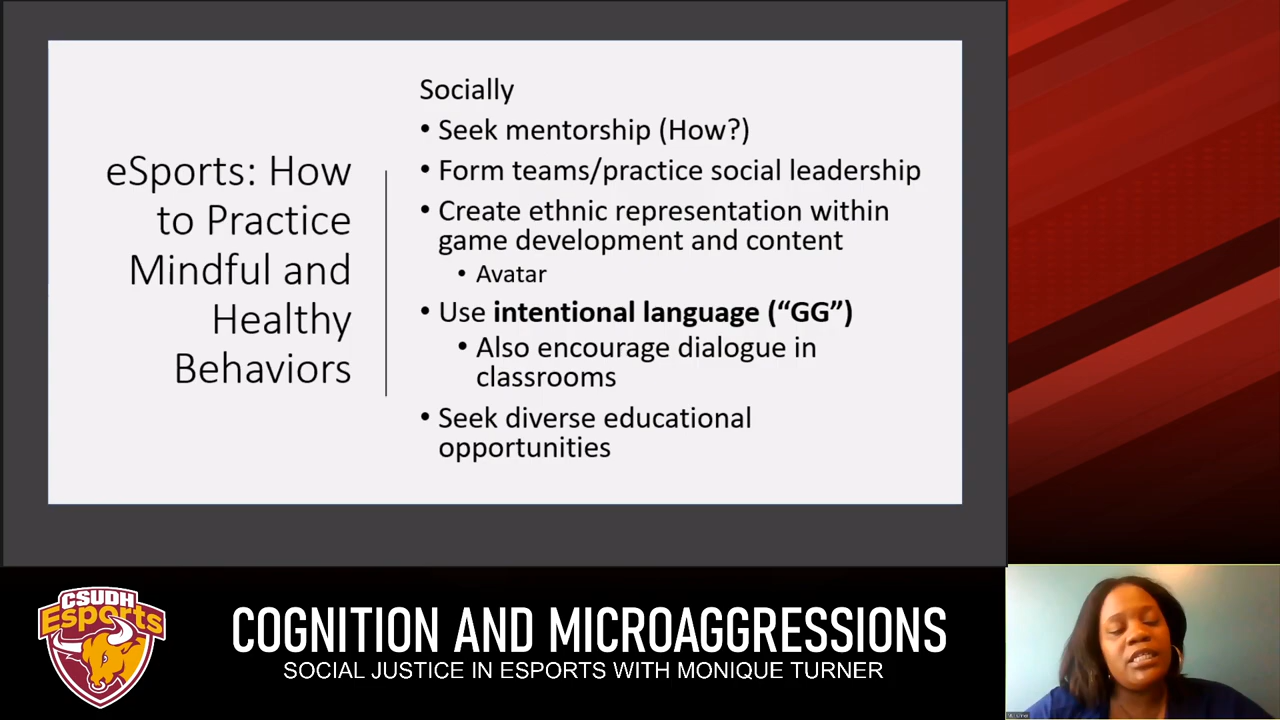 eSports: How
to Practice
Mindful and
Healthy
Behaviors
Socially
• Seek mentorship (How?)
• Form teams/practice social leadership
• Create ethnic representation within
game development and content
• Avatar
• Use intentional language (“GG”)
• Also encourage dialogue in
classrooms
• Seek diverse educational
opportunities
CSUDH
Esports
COGNITION AND MICROAGGRESSIONS
SOCIAL JUSTICE IN ESPORTS WITH MONIQUE TURNER